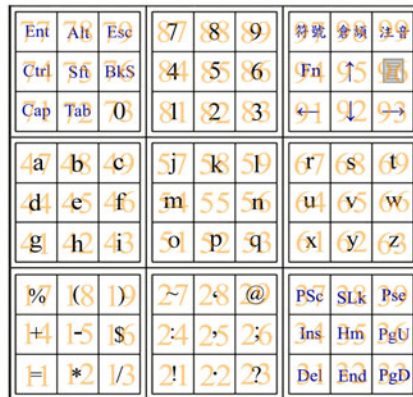 Ent Alt Esc 7 8 9 符號 倉頡 注音
Ctrl Sft BkS 4 5 6 Fn ↑
Cap Tab 0 1 2 3 ← ↓ →
a b c j k l r s t
d e f m 55 n u v w
g h i o p q x y z
% ( ) ~ ‘ @ PSc SLk Pse
+ - $ : , ; Ins Hm PgU
= * / ! . ? Del End PgD